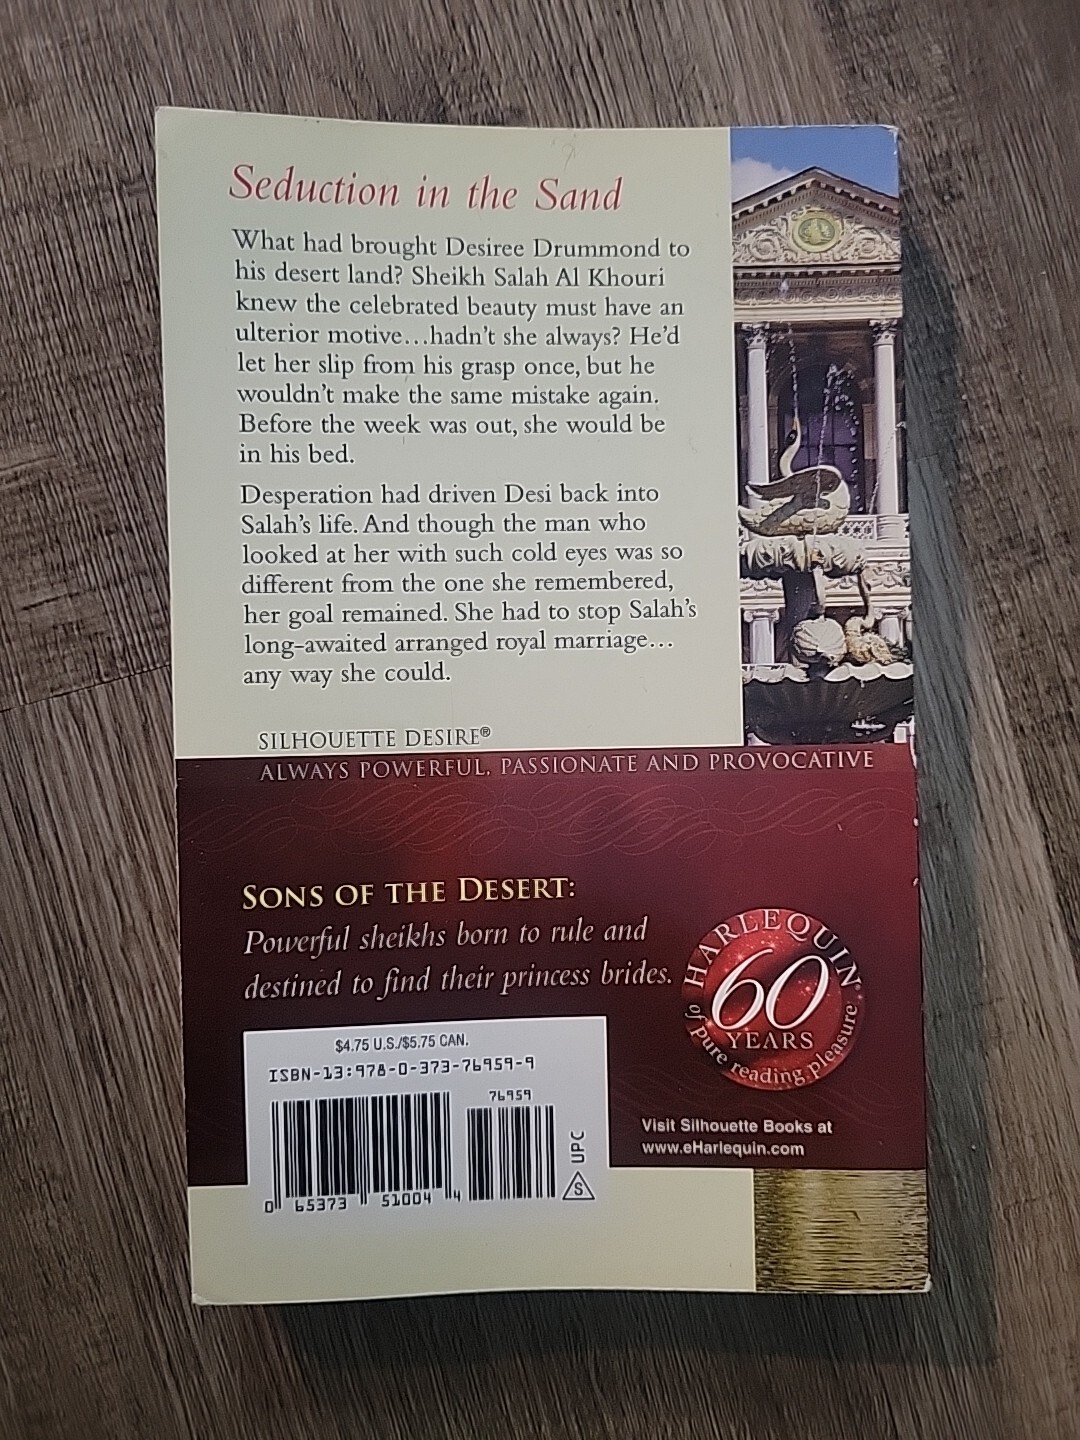 Seduction in the Sand
What had brought Desiree Drummond to
his desert land? Sheikh Salah Al Khouri
knew the celebrated beauty must have an
ulterior motive...hadn't she always? He'd
let her slip from his grasp once, but he
wouldn't make the same mistake again.
Before the week was out, she would be
in his bed.
Desperation had driven Desi back into
Salah's life. And though the man who
looked at her with such cold eyes was so
different from the one she remembered,
her goal remained. She had to stop Salah's
long-awaited arranged royal marriage...
any way she could.
SILHOUETTE DESIRE®
ALWAYS POWERFUL, PASSIONATE AND PROVOCATIVE
SONS OF THE DESERT:
Powerful sheikhs born to rule and
destined to find their princess brides.
HARLEQUIN®
60
YEARS
of pure reading pleasure
$4.75 U.S./$5.75 CAN.
ISBN-13:978-0-373-76959-9
76959
0 65373 51004 4
UPC
S
Visit Silhouette Books at
www.eHarlequin.com